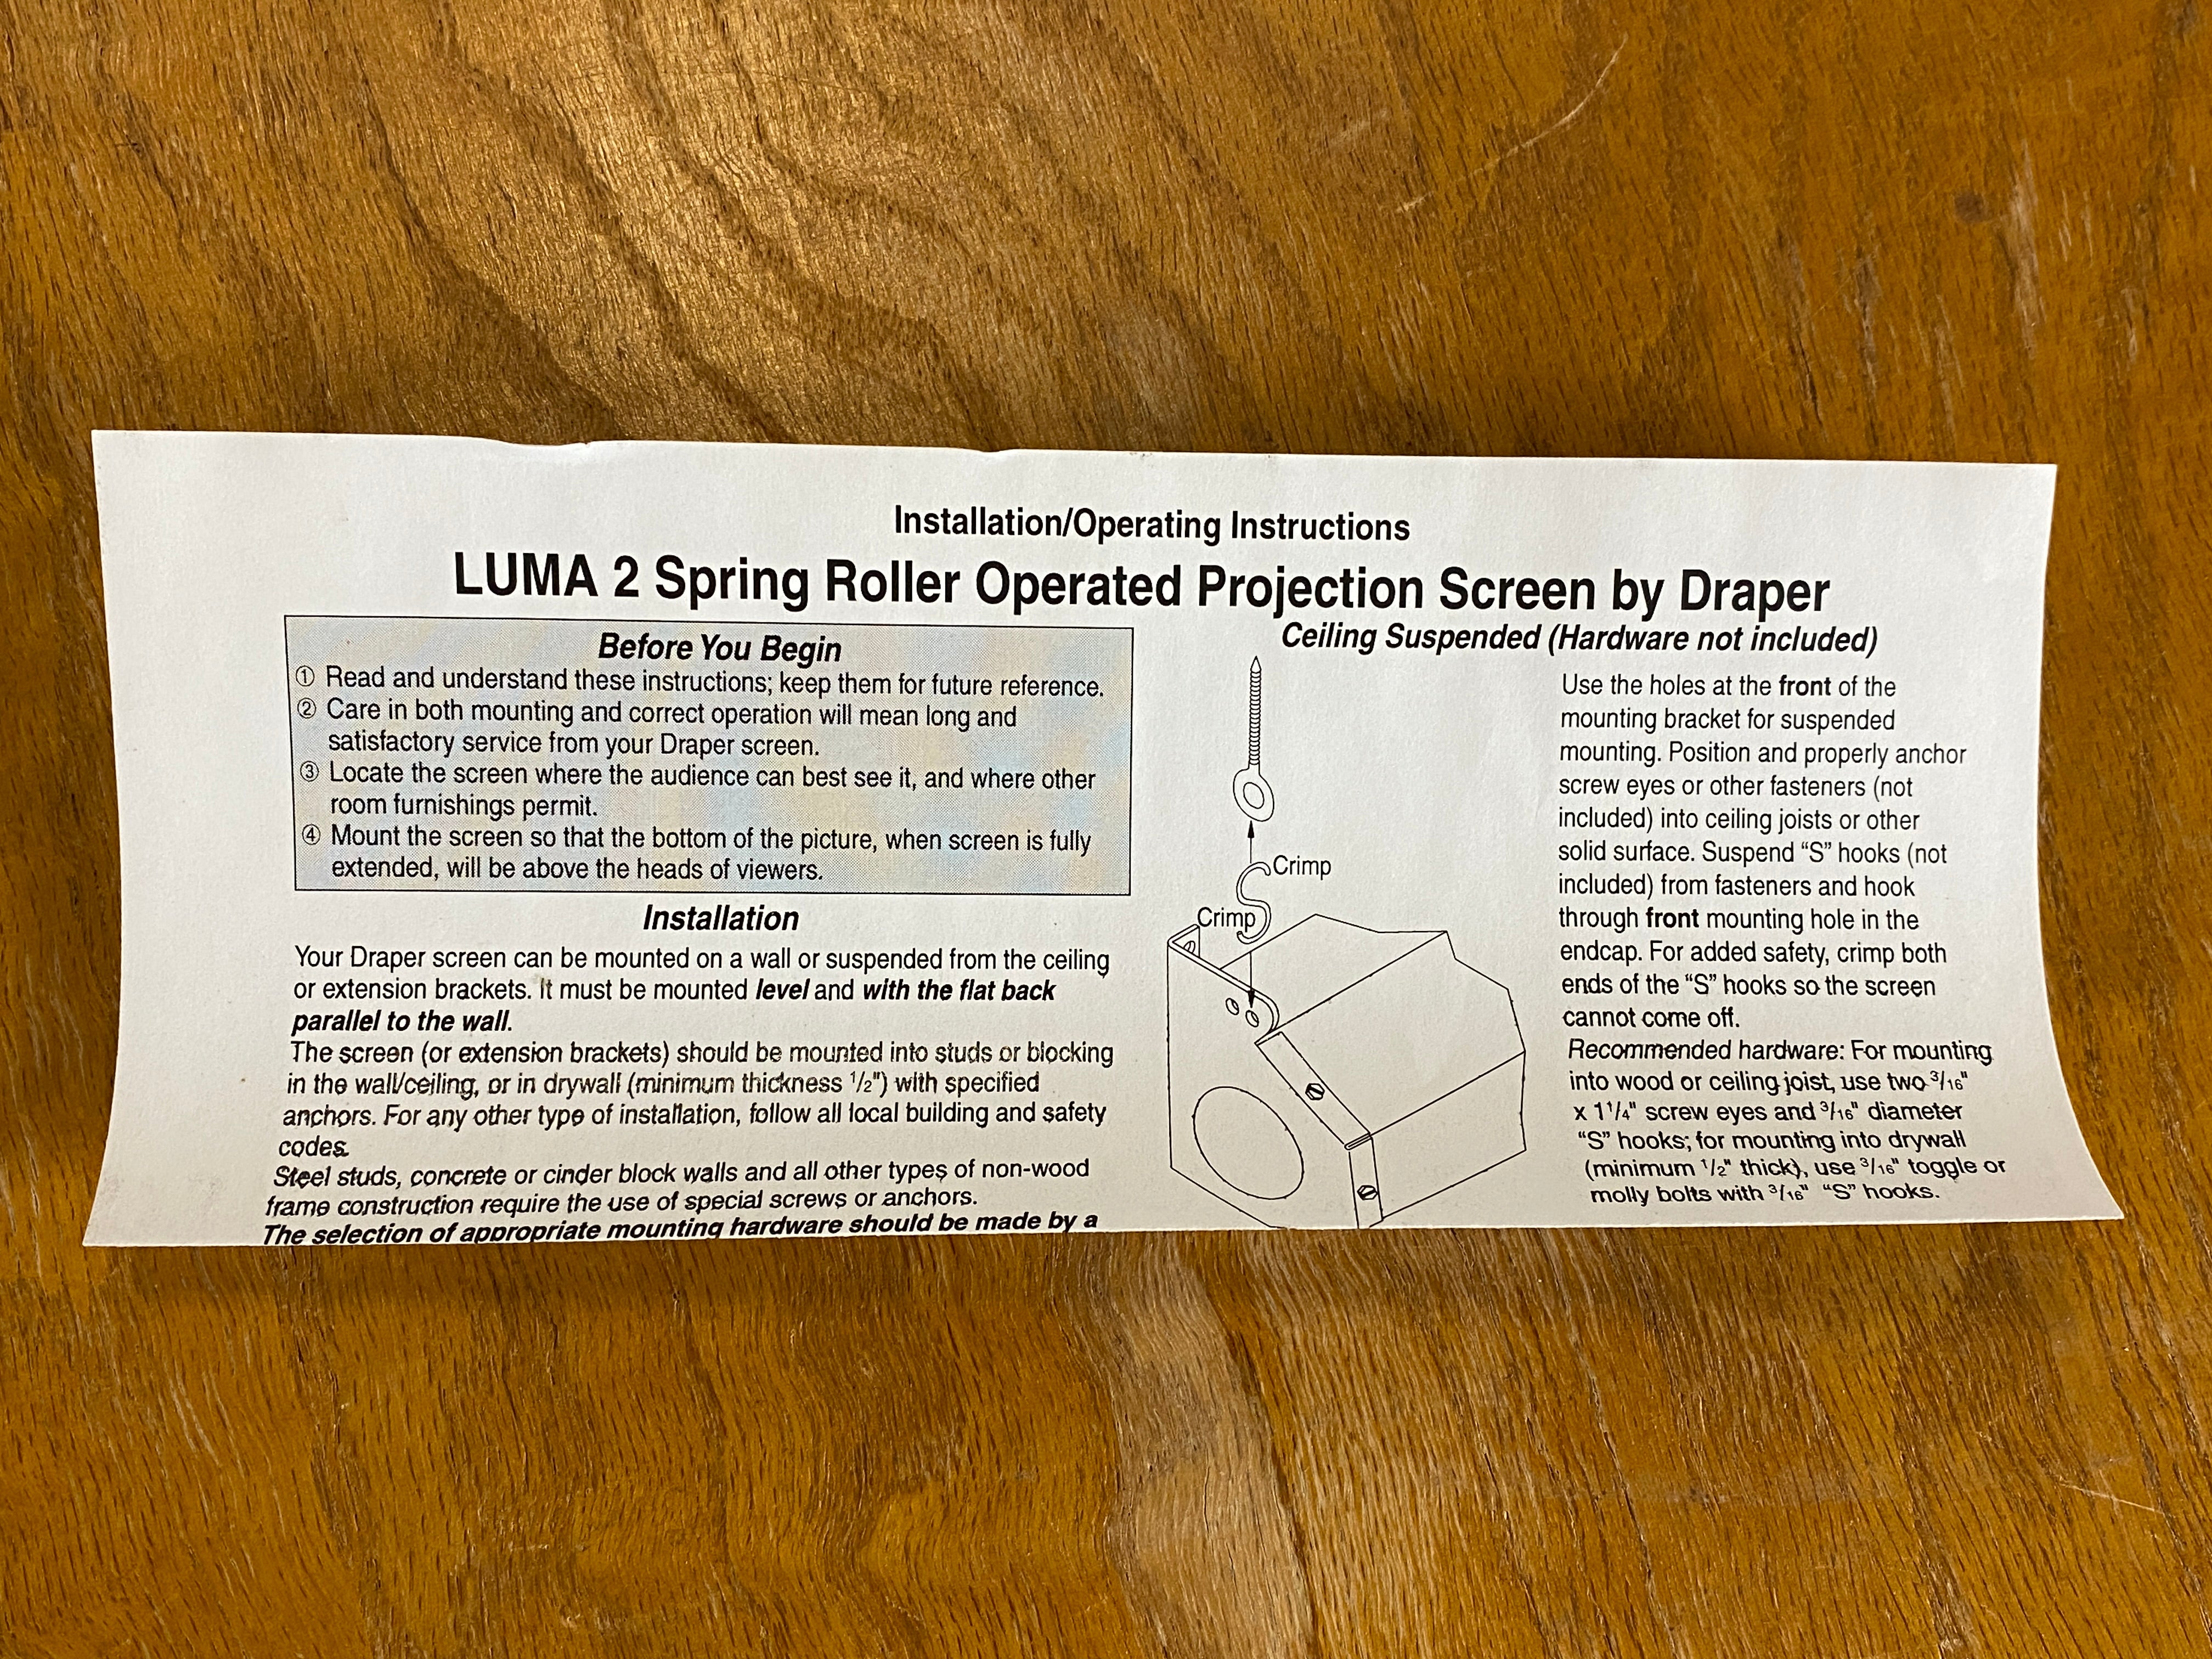 Installation/Operating Instructions
LUMA 2 Spring Roller Operated Projection Screen by Draper
Before You Begin
① Read and understand these instructions; keep them for future reference.
② Care in both mounting and correct operation will mean long and
satisfactory service from your Draper screen.
③ Locate the screen where the audience can best see it, and where other
room furnishings permit.
④ Mount the screen so that the bottom of the picture, when screen is fully
extended, will be above the heads of viewers.
Installation
Your Draper screen can be mounted on a wall or suspended from the ceiling
or extension brackets. It must be mounted level and with the flat back
parallel to the wall.
The screen (or extension brackets) should be mounted into studs or blocking
in the wall/ceiling, or in drywall (minimum thickness 1/2") with specified
anchors. For any other type of installation, follow all local building and safety
codes.
Steel studs, concrete or cinder block walls and all other types of non-wood
frame construction require the use of special screws or anchors.
The selection of appropriate mounting hardware should be made by a
Ceiling Suspended (Hardware not included)
Crimp
Crimp
Use the holes at the front of the
mounting bracket for suspended
mounting. Position and properly anchor
screw eyes or other fasteners (not
included) into ceiling joists or other
solid surface. Suspend “S” hooks (not
included) from fasteners and hook
through front mounting hole in the
endcap. For added safety, crimp both
ends of the “S” hooks so the screen
cannot come off.
Recommended hardware: For mounting
into wood or ceiling joist, use two 3/16"
x 1 1/4" screw eyes and 3/16" diameter
“S” hooks; for mounting into drywall
(minimum 1/2" thick), use 3/16" toggle or
molly bolts with 3/16" “S” hooks.